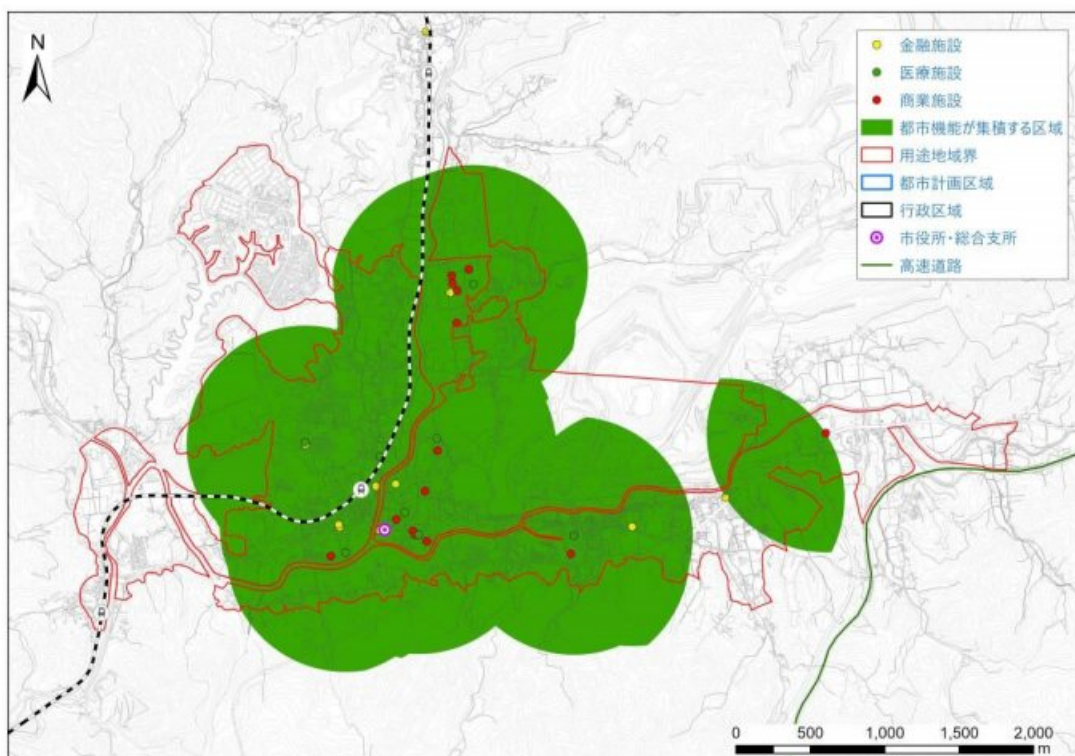 N
金融施設
医療施設
商業施設
都市機能が集積する区域
用途地域界
都市計画区域
行政区域
市役所・総合支所
高速道路
0 500 1,000 1,500 2,000
m